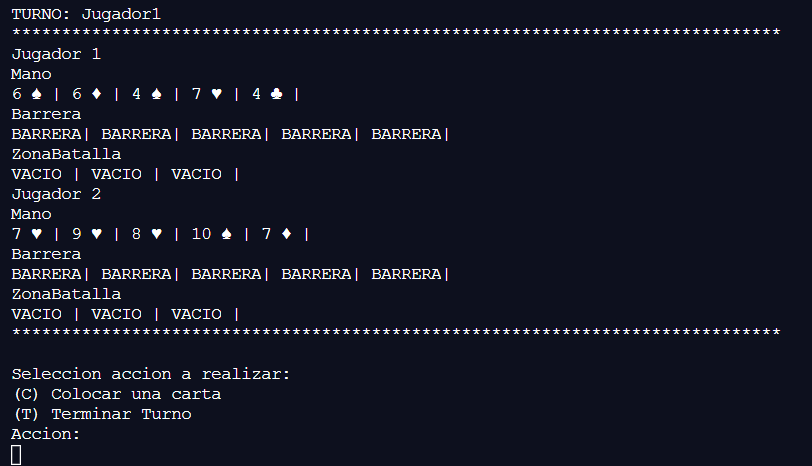 TURNO: Jugador1
*****************************************************************************
Jugador 1
Mano
6 ♠ | 6 ♦ | 4 ♠ | 7 ♥ | 4 ♣ |
Barrera
BARRERA| BARRERA| BARRERA| BARRERA| BARRERA|
ZonaBatalla
VACIO | VACIO | VACIO |
Jugador 2
Mano
7 ♥ | 9 ♥ | 8 ♥ | 10 ♠ | 7 ♦ |
Barrera
BARRERA| BARRERA| BARRERA| BARRERA| BARRERA|
ZonaBatalla
VACIO | VACIO | VACIO |
*****************************************************************************
Seleccion accion a realizar:
(C) Colocar una carta
(T) Terminar Turno
Accion: